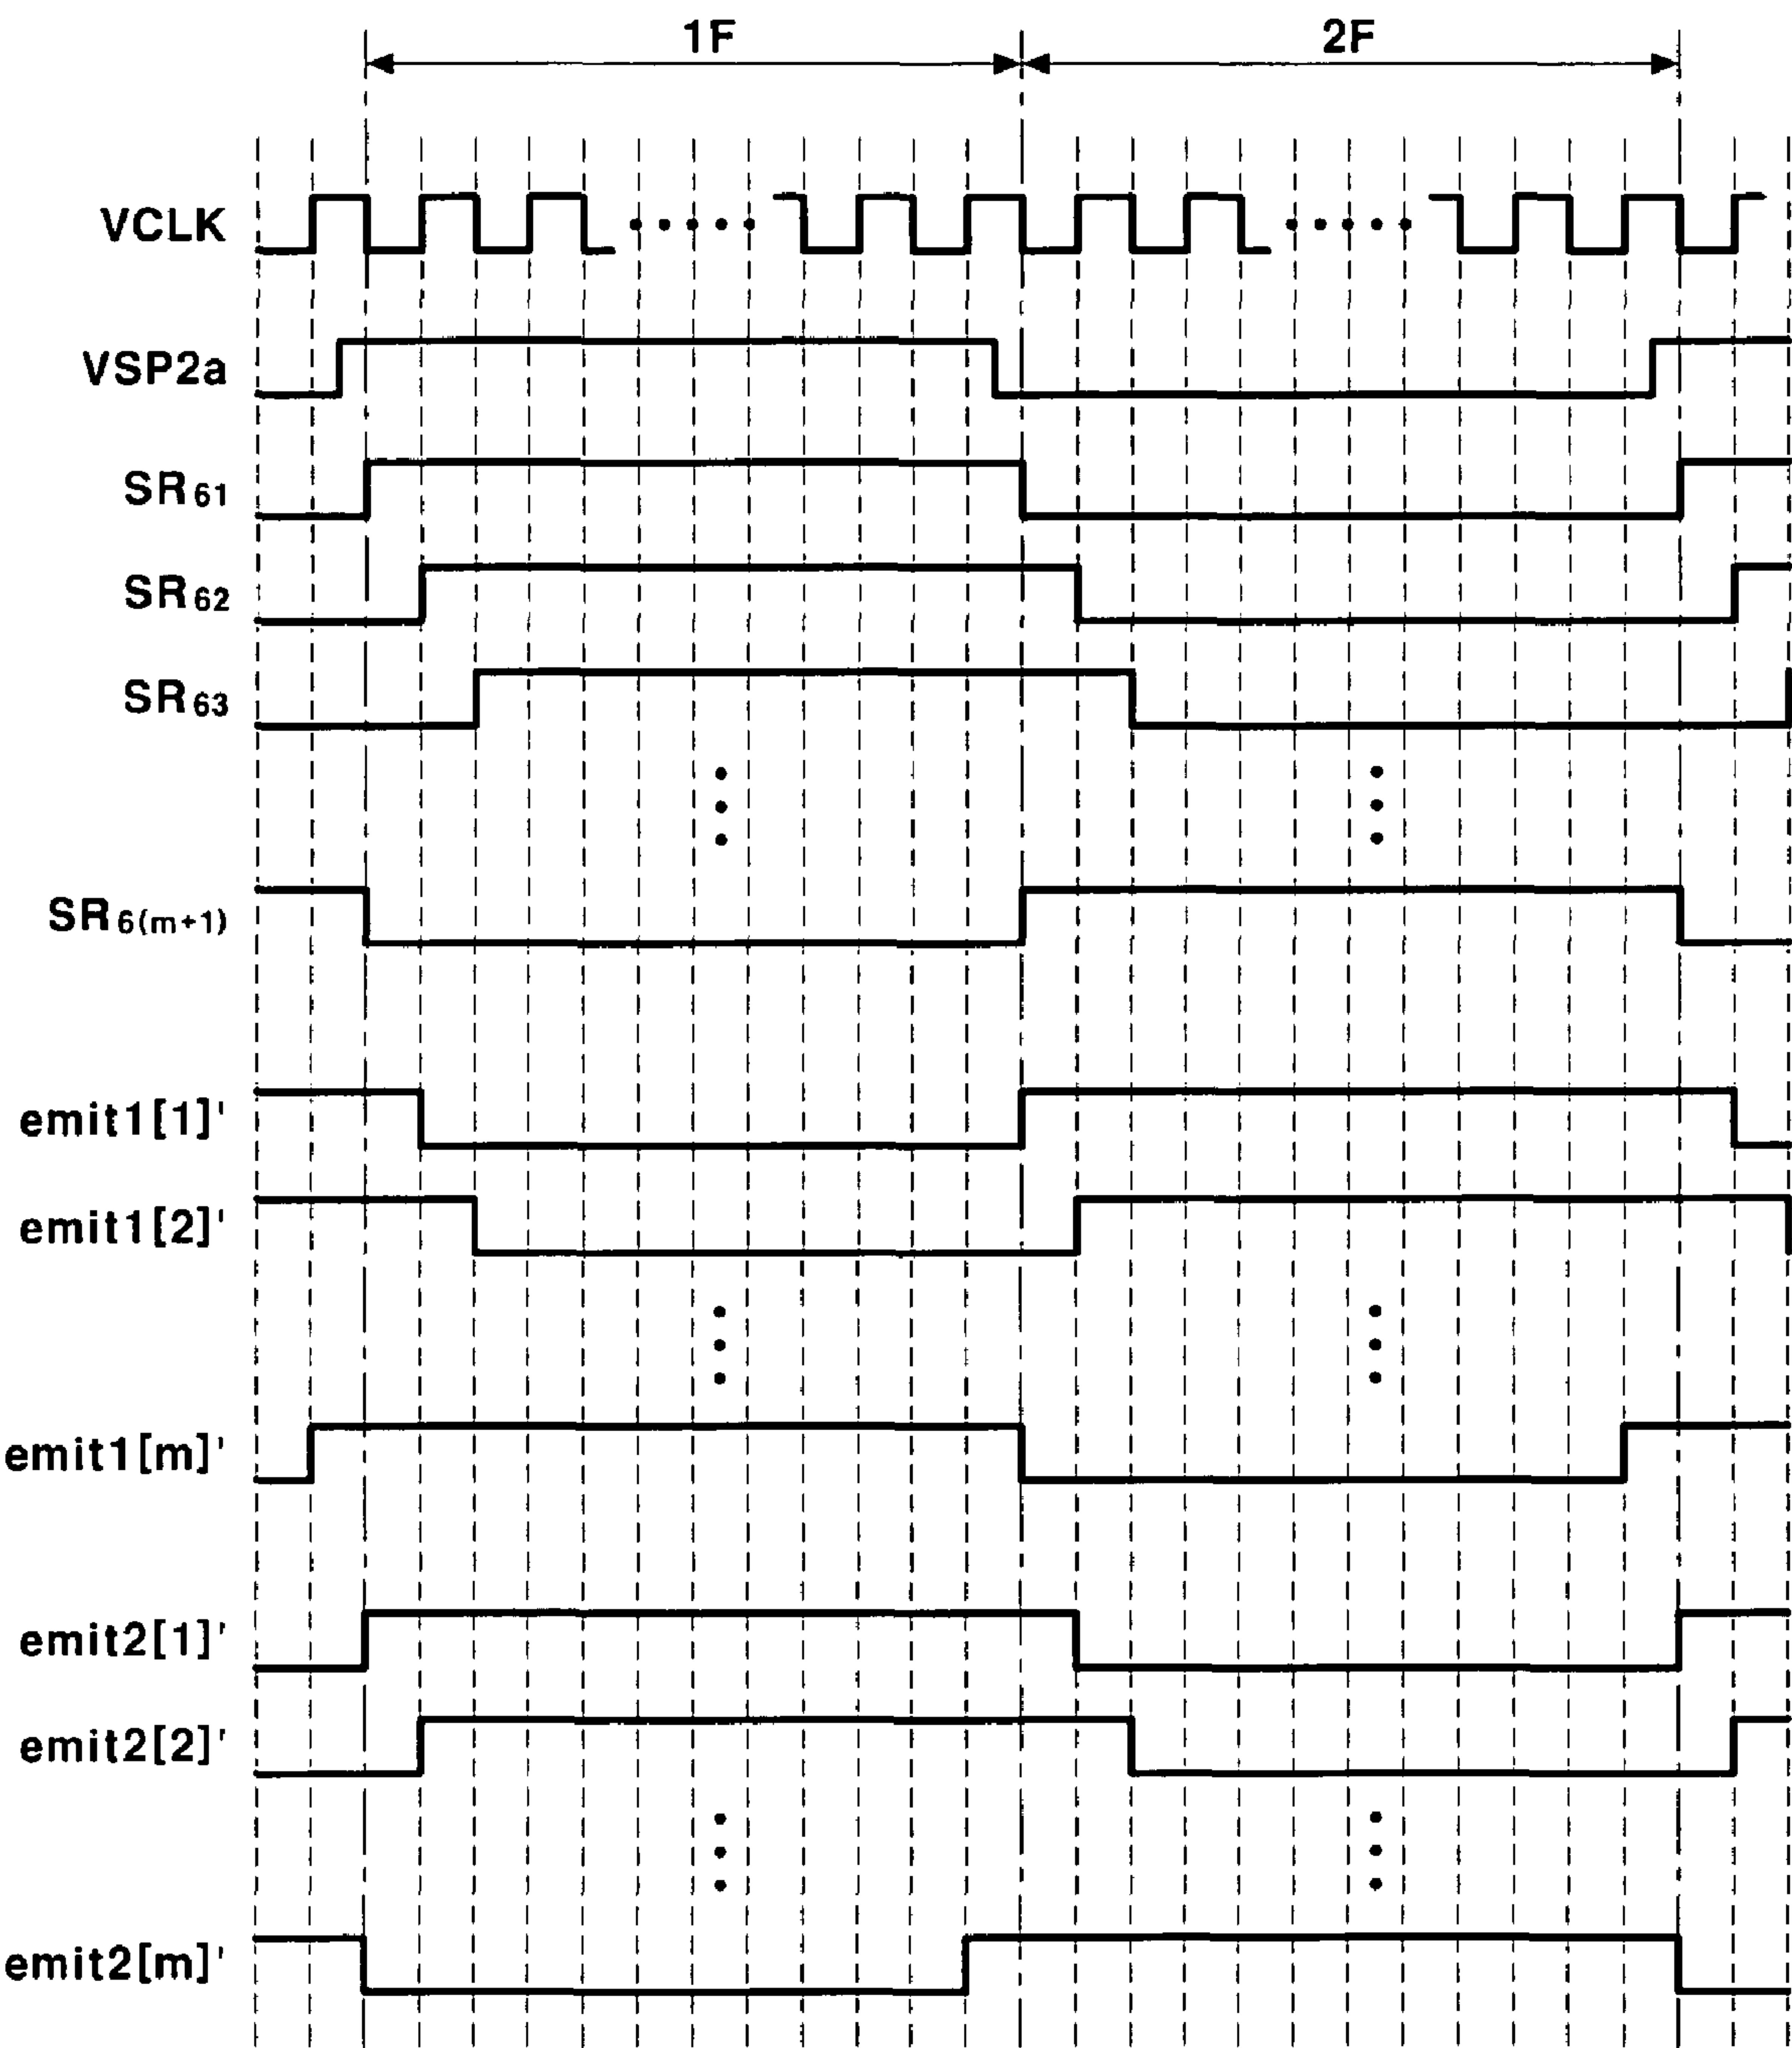 1F 2F
VCLK
VSP2a
SR61
SR62
SR63
SR6(m+1)
emit1[1]'
emit1[2]'
emit1[m]'
emit2[1]'
emit2[2]'
emit2[m]'